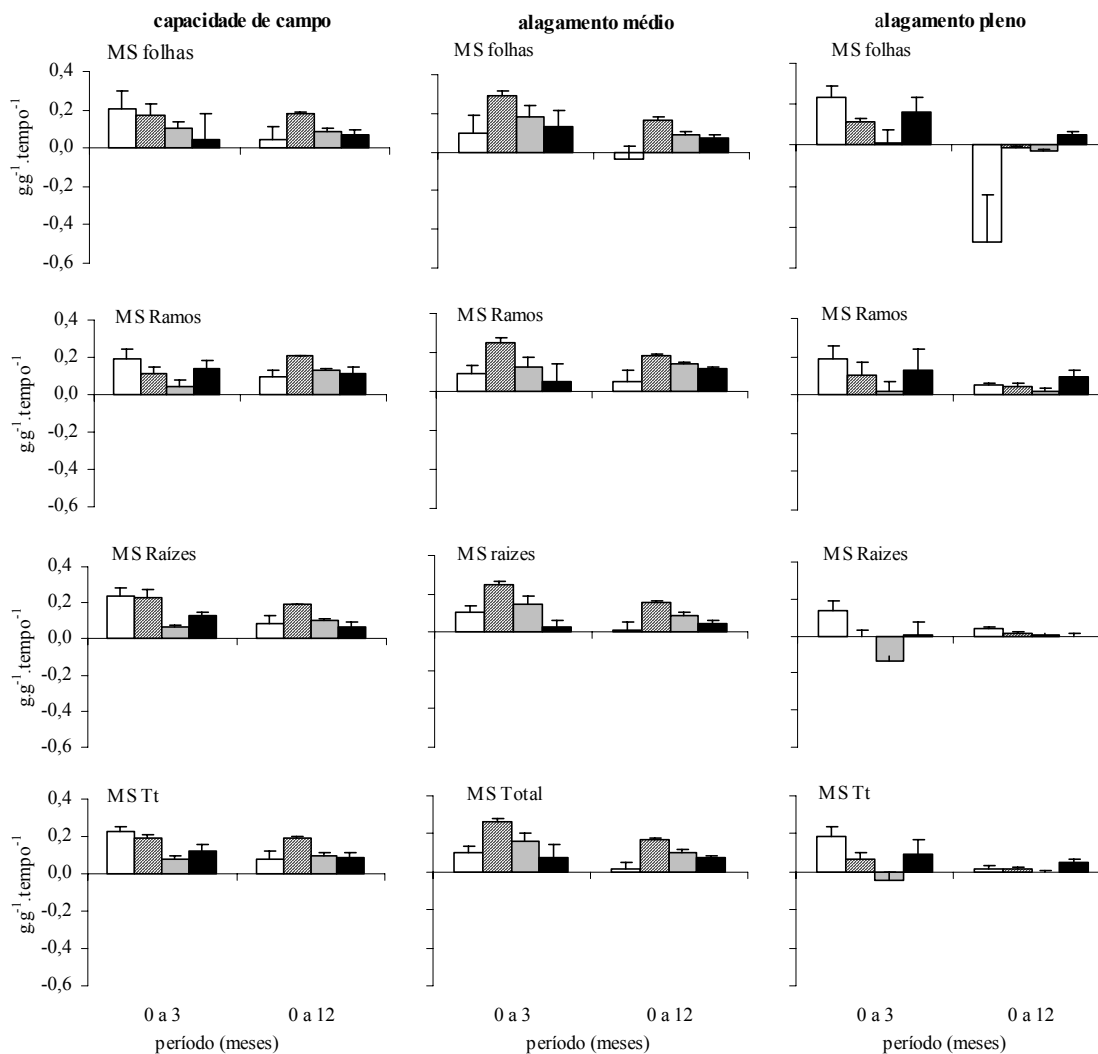 capacidade de campo alagamento médio alagamento pleno
MS folhas MS folhas MS folhas
0,4
0,2
0,0
-0,2
-0,4
-0,6
g.g⁻¹.tempo⁻¹
MS Ramos MS Ramos MS Ramos
0,4
0,2
0,0
-0,2
-0,4
-0,6
g.g⁻¹.tempo⁻¹
MS Raízes MS raizes MS Raizes
0,4
0,2
0,0
-0,2
-0,4
-0,6
g.g⁻¹.tempo⁻¹
MS Tt MS Total MS Tt
0,4
0,2
0,0
-0,2
-0,4
-0,6
g.g⁻¹.tempo⁻¹
0 a 3 0 a 12 0 a 3 0 a 12 0 a 3 0 a 12
período (meses) período (meses) período (meses)